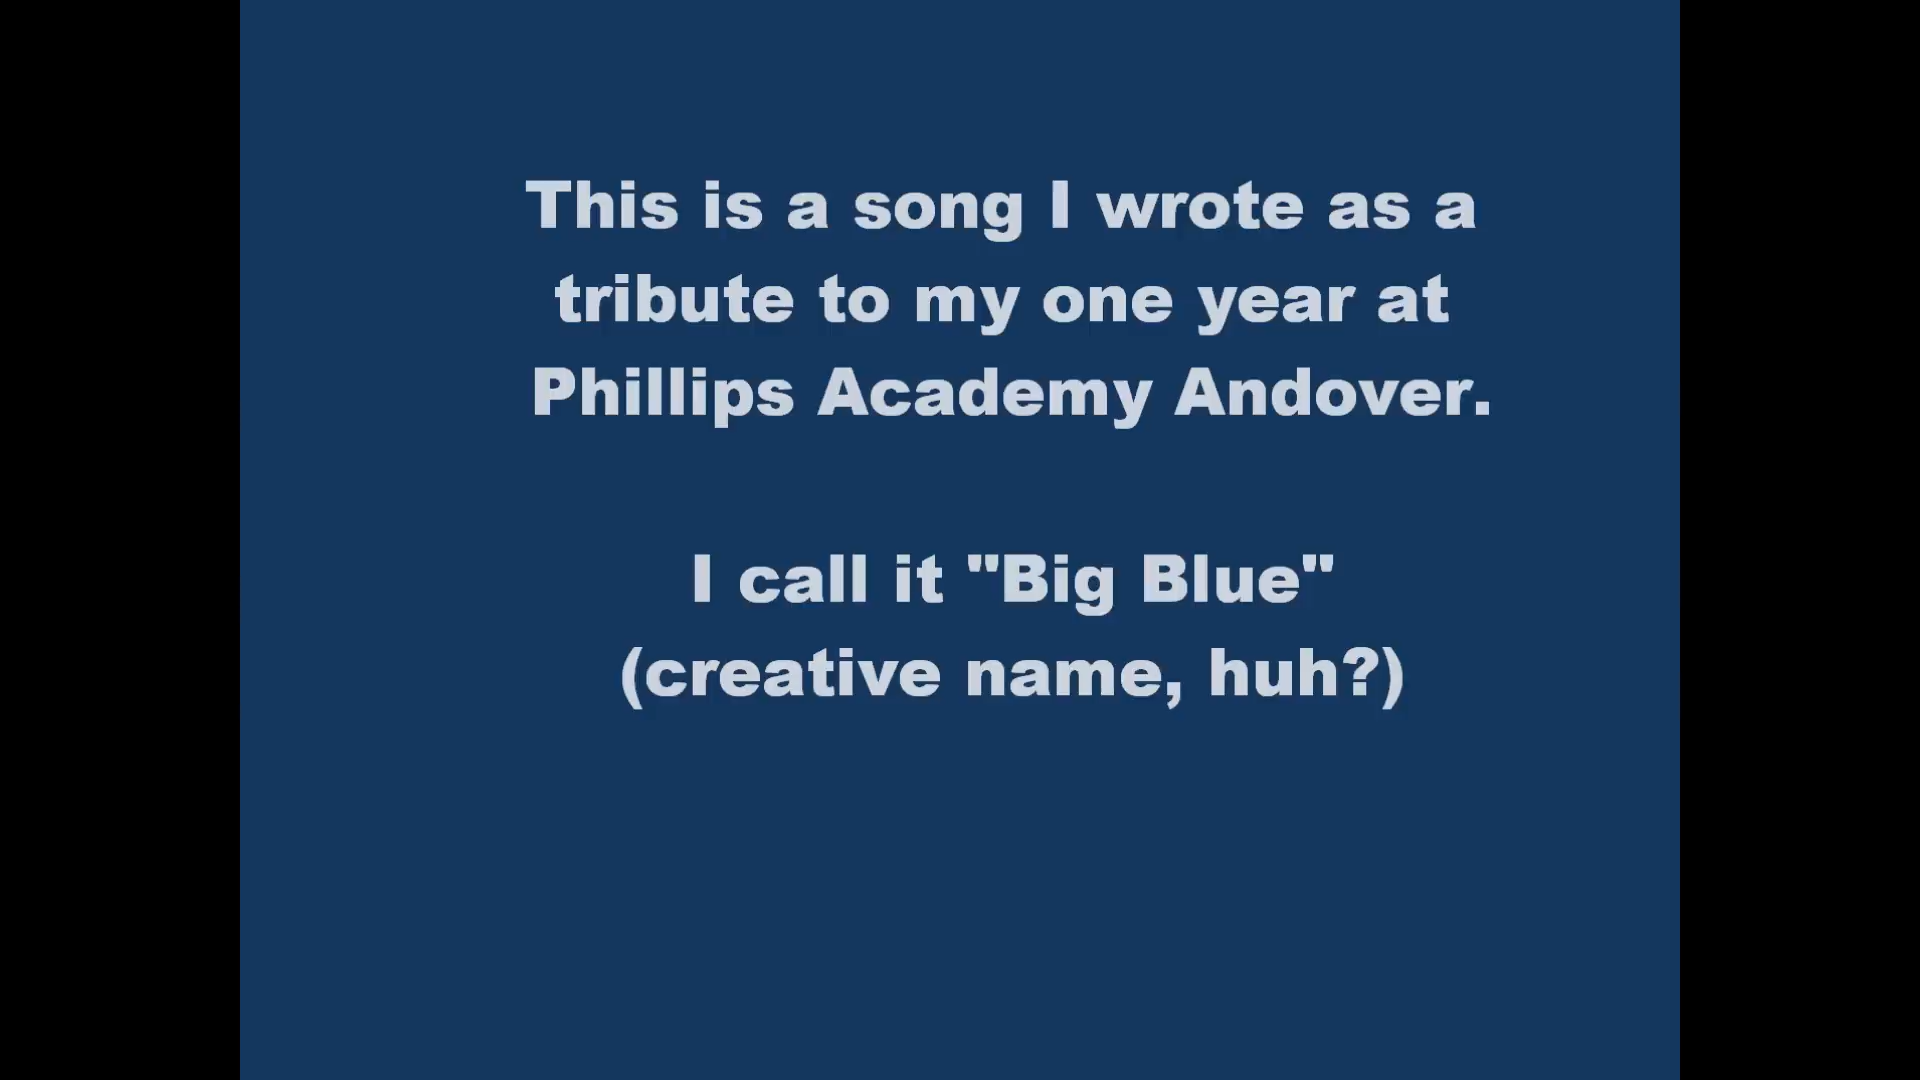 This is a song I wrote as a
tribute to my one year at
Phillips Academy Andover.
I call it "Big Blue"
(creative name, huh?)